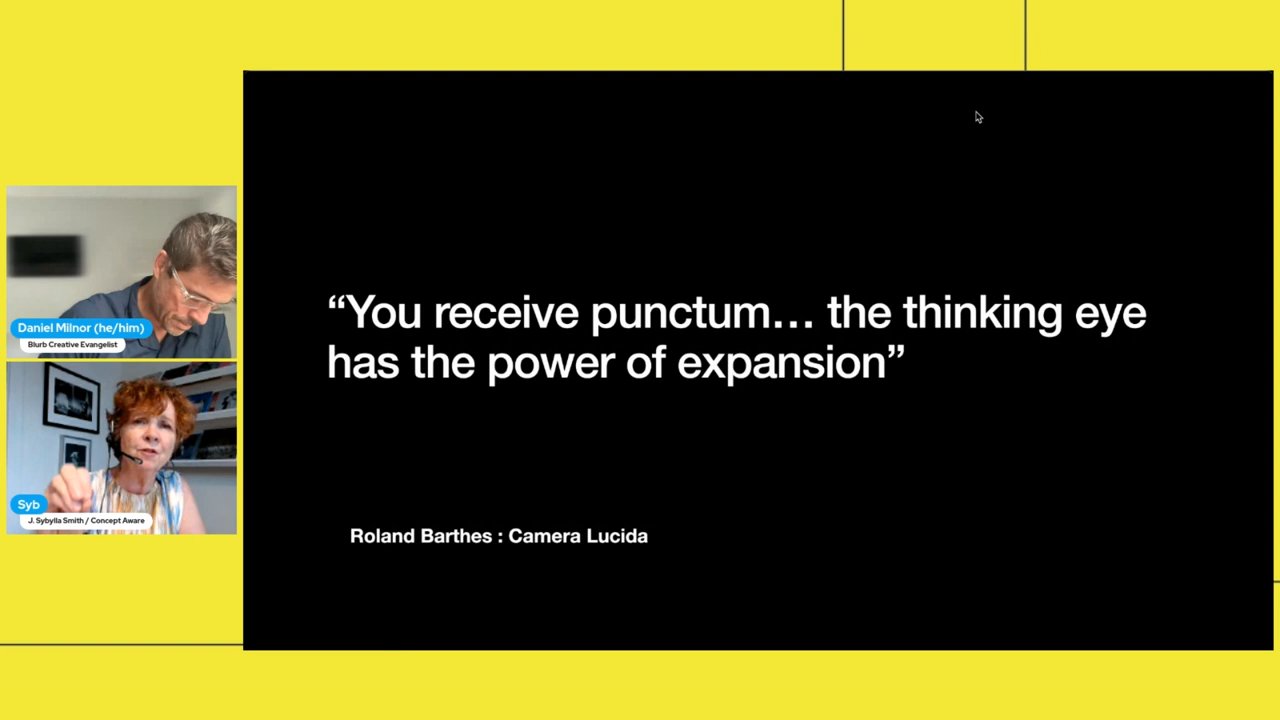 “You receive punctum… the thinking eye
has the power of expansion”
Roland Barthes : Camera Lucida
Daniel Milnor (he/him)
Blurb Creative Evangelist
Syb
J. Sybylla Smith / Concept Aware